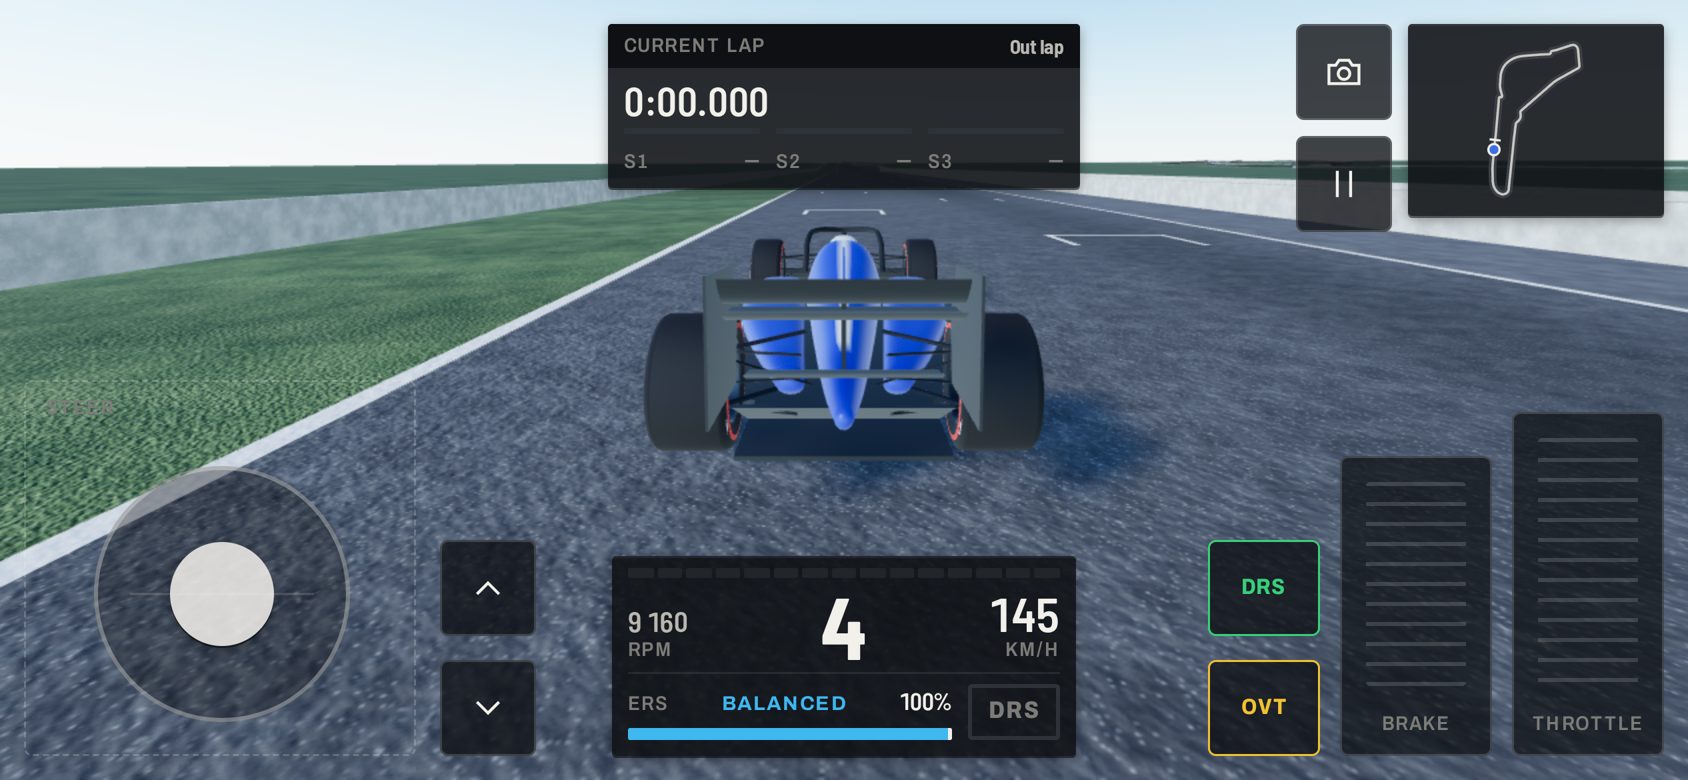 CURRENT LAP Out lap
0:00.000
S1 — S2 — S3 —
STEER
DRS
9 160 4 145
RPM KM/H
ERS BALANCED 100% DRS
OVT
BRAKE
THROTTLE